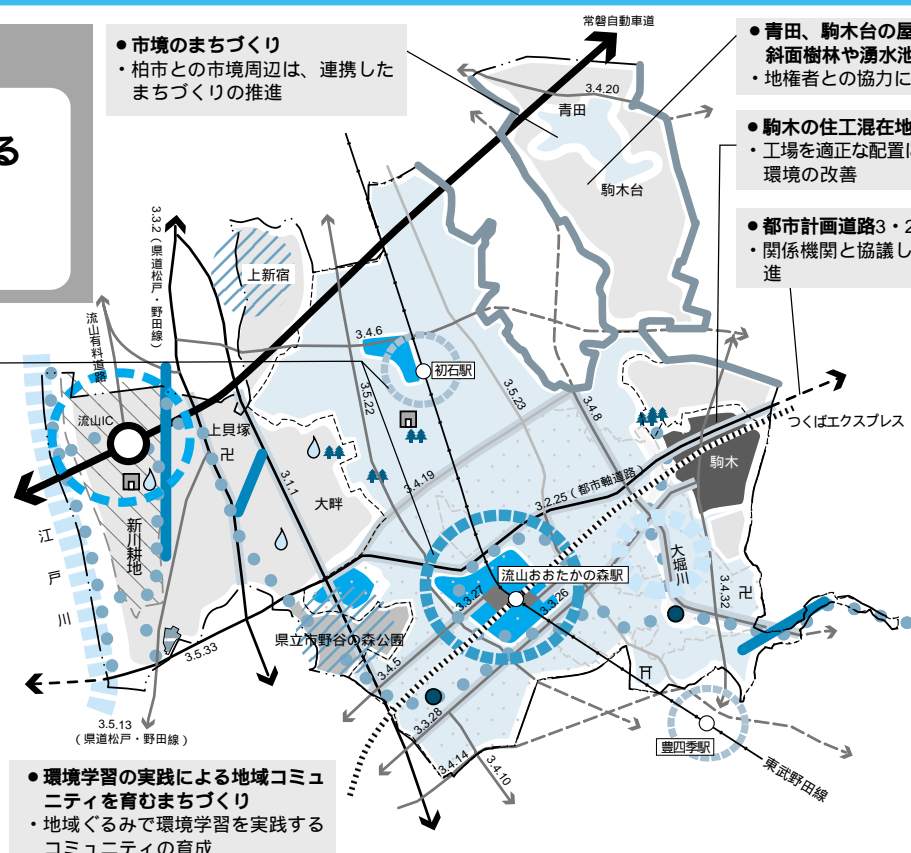 る
● 市境のまちづくり
・柏市との市境周辺は、連携した
まちづくりの推進
常磐自動車道
● 青田、駒木台の屋
斜面樹林や湧水池
・地権者との協力に
● 駒木の住工混在地
・工場を適正な配置に
環境の改善
● 都市計画道路3・2
・関係機関と協議し
進
3.4.20
青田
駒木台
3.3.2(県道松戸・野田線)
上新宿
流山有料道路
3.4.6
初石駅
3.5.22
3.5.23
3.4.8
つくばエクスプレス
流山IC
上貝塚
卍
3.1.1
大畔
3.4.19
3.2.25(都市軸道路)
駒木
新川耕地
江戸川
流山おおたかの森駅
3.3.27
3.3.26
大堀川
3.4.32
卍
県立市野谷の森公園
3.5.33
3.4.5
3.5.13
(県道松戸・野田線)
3.3.28
3.4.14
3.4.10
豊四季駅
東武野田線
● 環境学習の実践による地域コミュ
ニティを育むまちづくり
・地域ぐるみで環境学習を実践する
コミュニティの育成